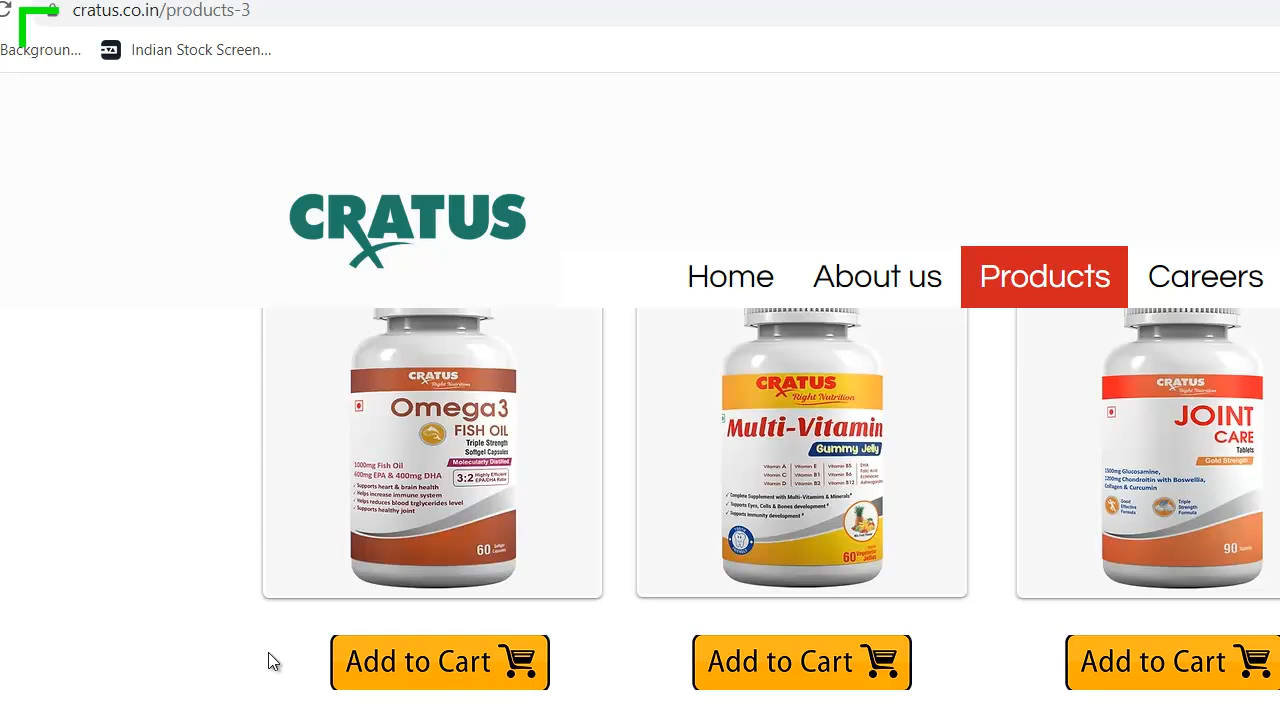 cratus.co.in/products-3
Backgroun...
Indian Stock Screen...
CRATUS
Home
About us
Products
Careers
CRATUS
Right Nutrition
Omega3
FISH OIL
Triple Strength
Softgel Capsules
Molecularly Distilled
1000mg Fish Oil
600mg EPA & 400mg DHA
3:2 Highly Efficient
EPA:DHA Ratio
Supports heart & brain health
Helps increase immune system
Helps reduces blood triglycerides level
Supports healthy joint
60 Softgel
Capsules
CRATUS
Right Nutrition
Multi-Vitamin
Gummy Jelly
Vitamin A
Vitamin C
Vitamin D
Vitamin E
Vitamin B1
Vitamin B2
Vitamin B5
Vitamin B6
Vitamin B12
Complete Supplement with Multi-Vitamins & Minerals
Supports Eyes, Cells & Bones development
Supports Immunity development
60 Vegetarian
Jellies
CRATUS
Right Nutrition
JOINT
CARE
Tablets
Gold Strength
1500mg Glucosamine,
1200mg Chondroitin with Boswellia,
Collagen & Curcumin
Good
Effective
Formula
Triple
Strength
Formula
90 Tablets
Add to Cart
Add to Cart
Add to Cart